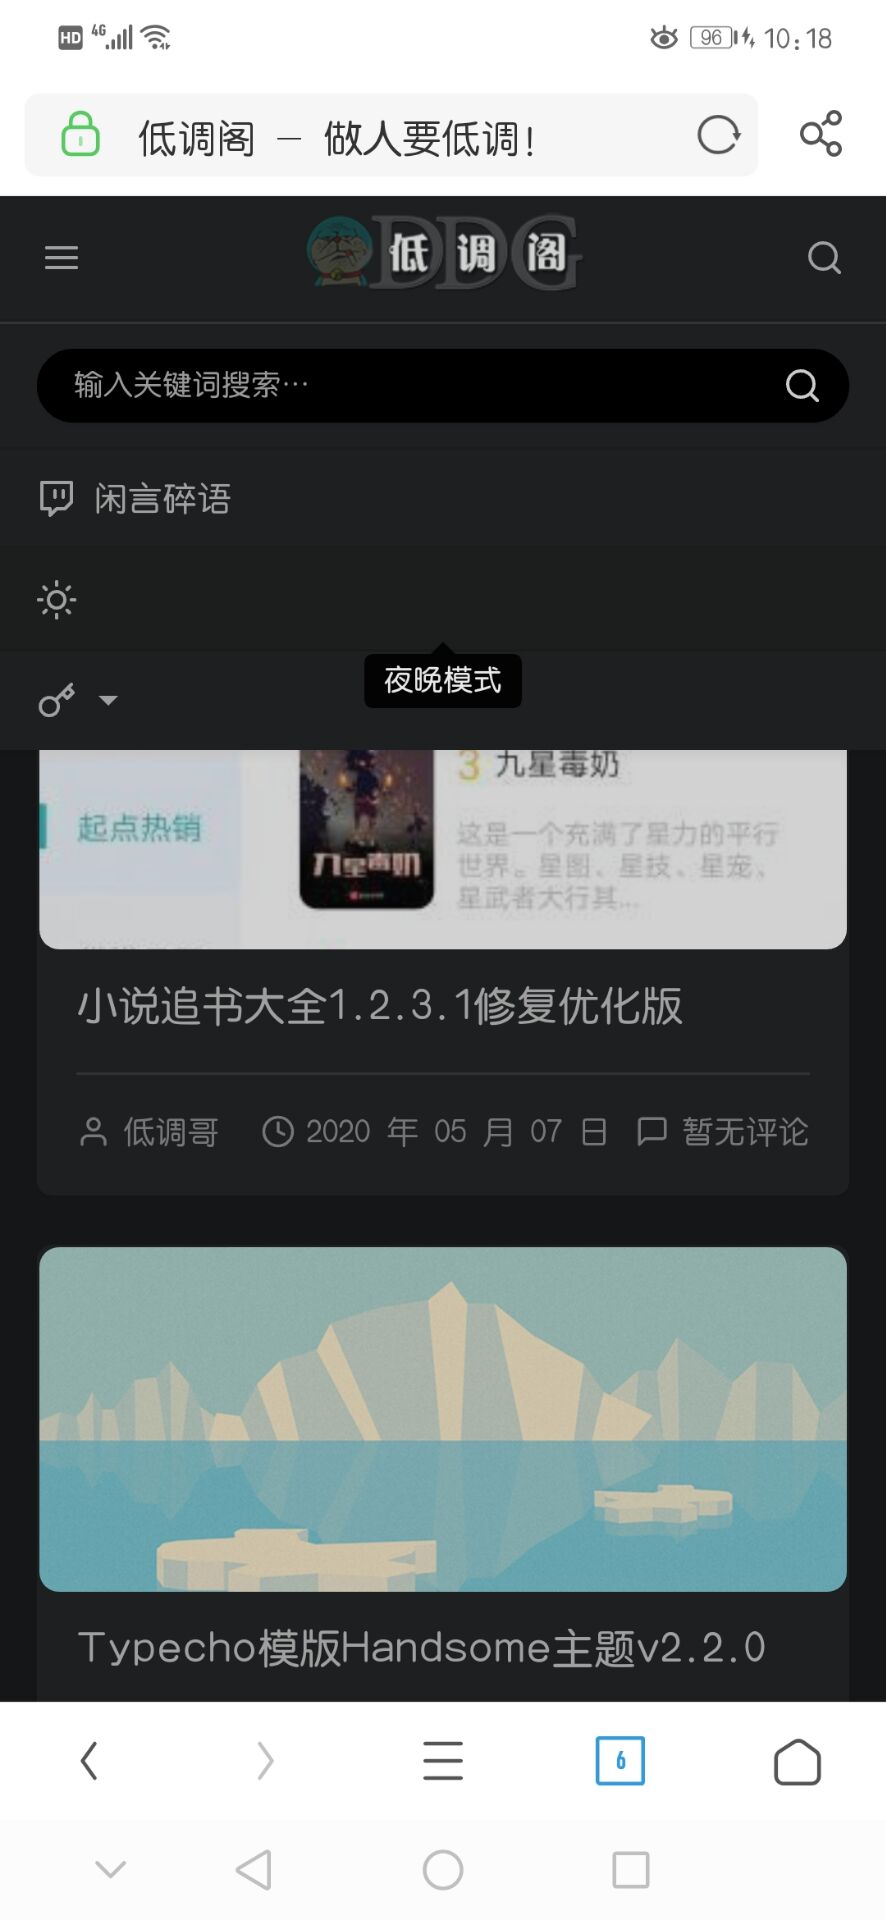 HD 4G 96 10:18
低调阁 — 做人要低调!
DDG
低调阁
输入关键词搜索…
闲言碎语
夜晚模式
3 九星毒奶
起点热销
这是一个充满了星力的平行
世界。星图、星技、星宠、
星武者大行其...
九星毒奶
小说追书大全1.2.3.1修复优化版
低调哥 2020 年 05 月 07 日 暂无评论
Typecho模版Handsome主题v2.2.0
6